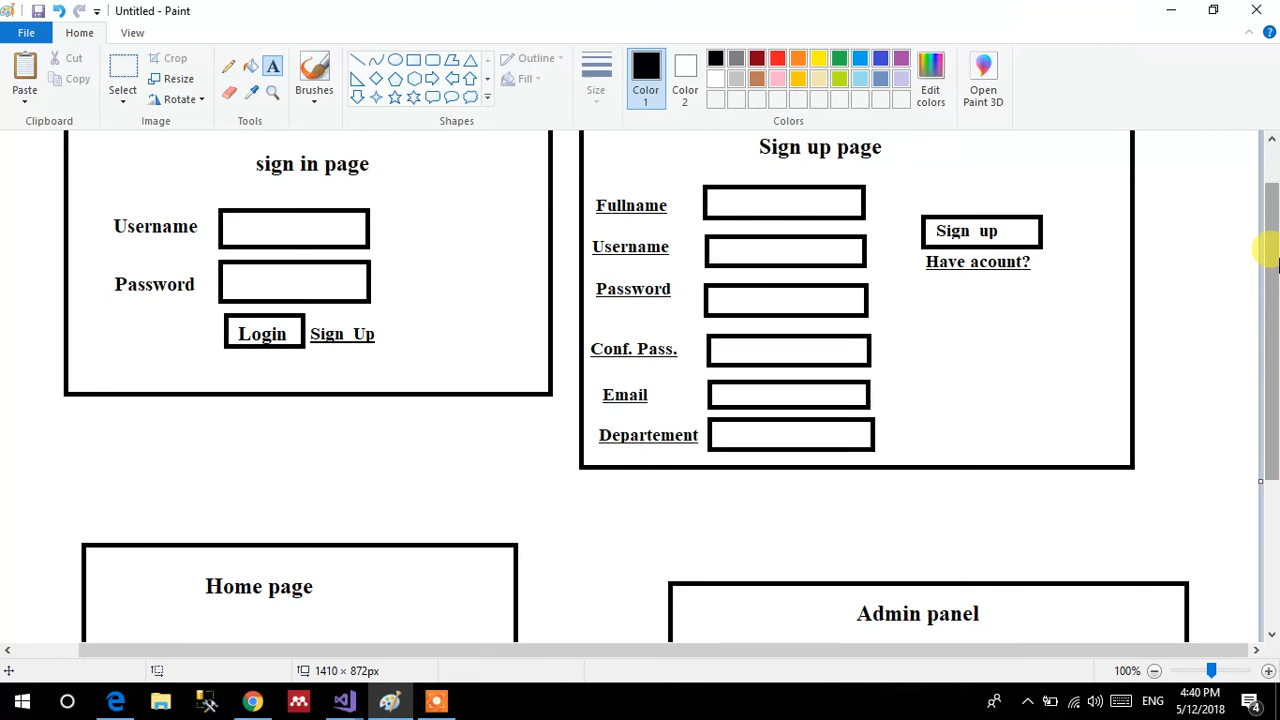 Untitled - Paint
File
Home
View
Paste
Cut
Copy
Clipboard
Select
Crop
Resize
Rotate
Image
Tools
A
Brushes
Shapes
Outline
Fill
Size
Color 1
Color 2
Colors
Edit colors
Open Paint 3D
sign in page
Username
Password
Login
Sign Up
Sign up page
Fullname
Username
Password
Conf. Pass.
Email
Departement
Sign up
Have acount?
Home page
Admin panel
1410 × 872px
100%
ENG
4:40 PM
5/12/2018
4